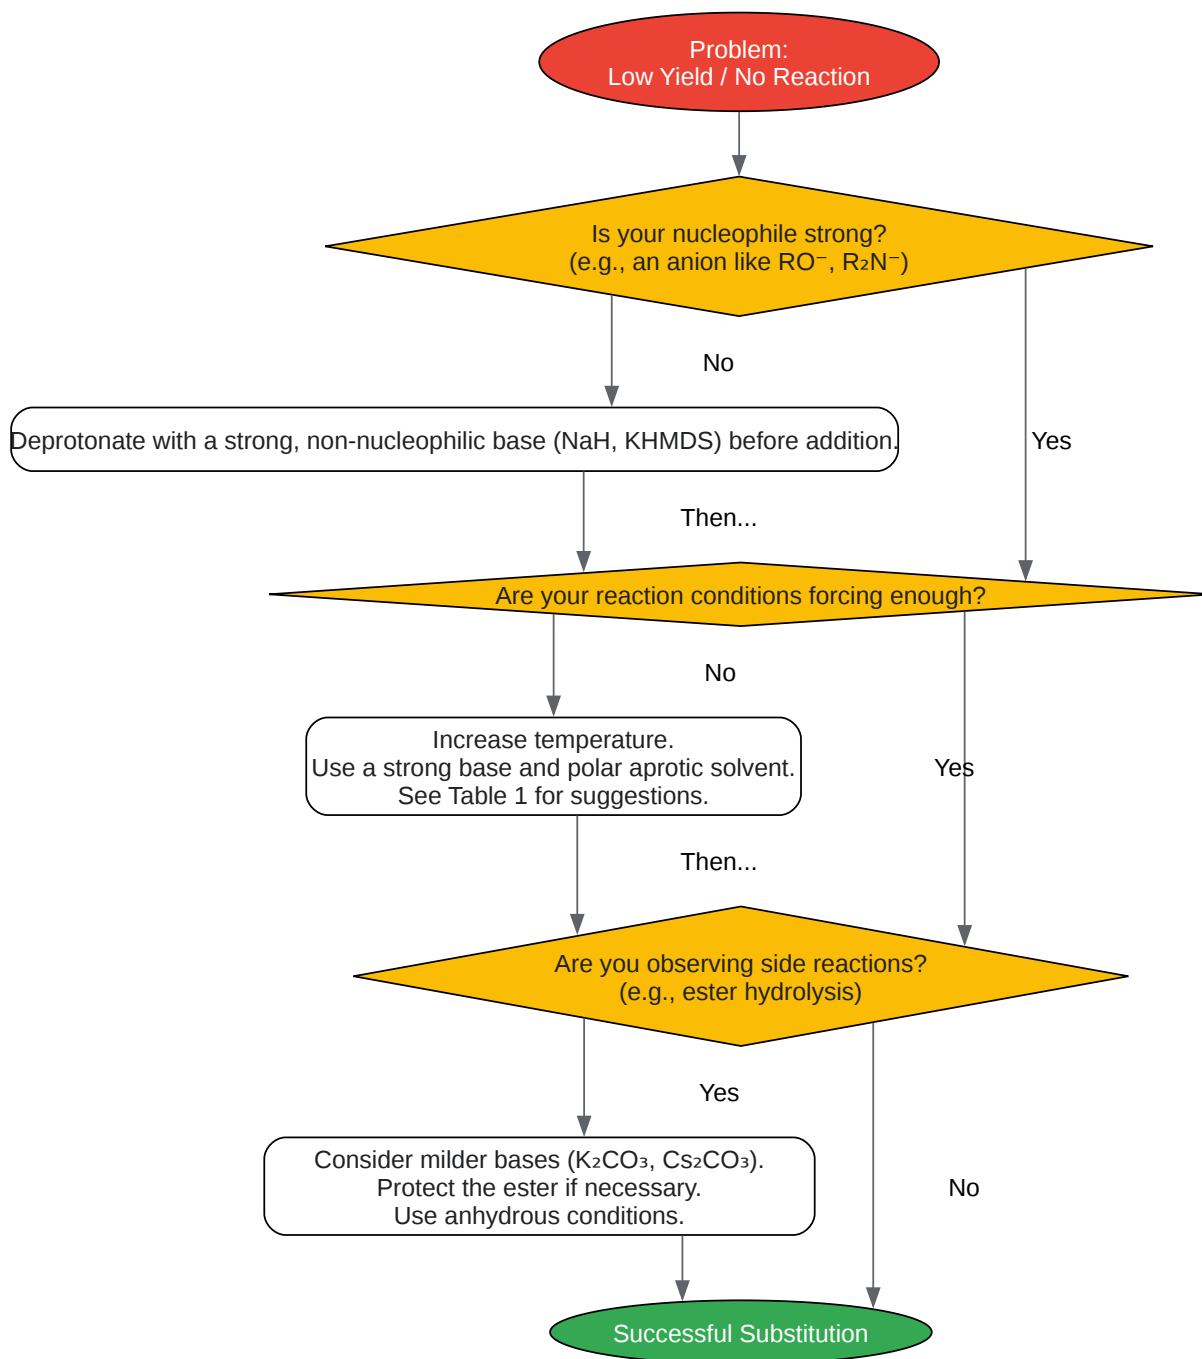 Problem:
Low Yield / No Reaction
Is your nucleophile strong?
(e.g., an anion like RO⁻, R₂N⁻)
No
Deprotonate with a strong, non-nucleophilic base (NaH, KHMDS) before addition.
Yes
Then...
Are your reaction conditions forcing enough?
No
Increase temperature.
Use a strong base and polar aprotic solvent.
See Table 1 for suggestions.
Yes
Then...
Are you observing side reactions?
(e.g., ester hydrolysis)
Yes
Consider milder bases (K₂CO₃, Cs₂CO₃).
Protect the ester if necessary.
Use anhydrous conditions.
No
Successful Substitution